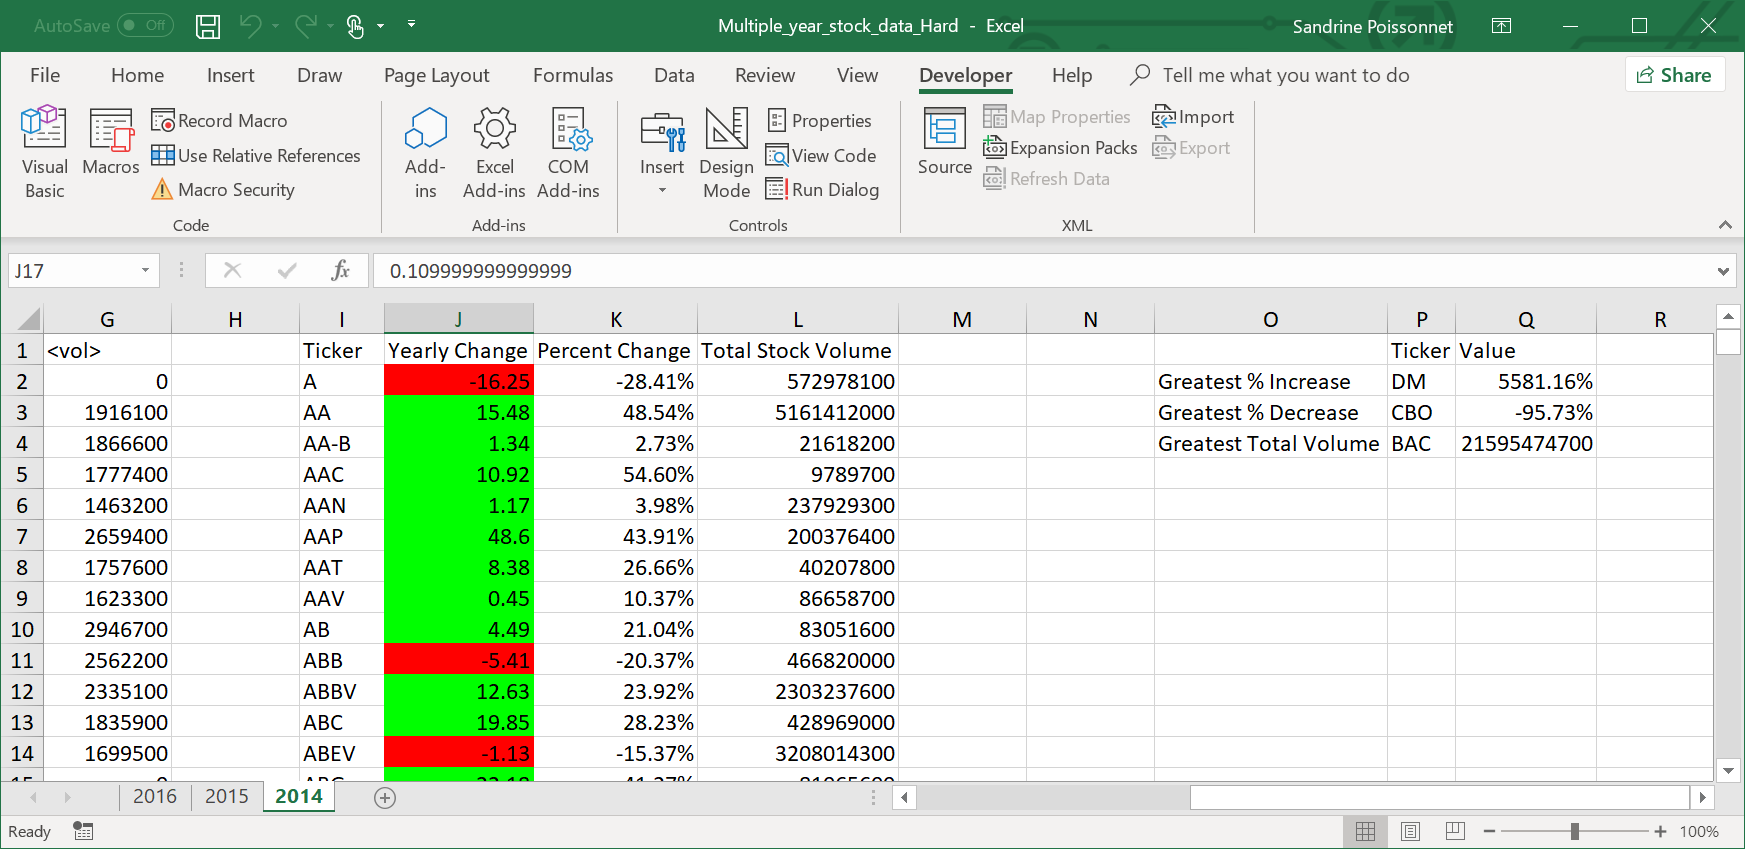 AutoSave Off Multiple_year_stock_data_Hard - Excel Sandrine Poissonnet
File Home Insert Draw Page Layout Formulas Data Review View Developer Help Tell me what you want to do Share
Visual Basic
Macros
Record Macro
Use Relative References
Macro Security
Code
Add-ins
Excel Add-ins
COM Add-ins
Add-ins
Insert
Design Mode
Properties
View Code
Run Dialog
Controls
Source
Map Properties
Expansion Packs
Refresh Data
Import
Export
XML
J17 fx 0.109999999999999
G H I J K L M N O P Q R
1 <vol> Ticker Yearly Change Percent Change Total Stock Volume Ticker Value
2 0 A -16.25 -28.41% 572978100 Greatest % Increase DM 5581.16%
3 1916100 AA 15.48 48.54% 5161412000 Greatest % Decrease CBO -95.73%
4 1866600 AA-B 1.34 2.73% 21618200 Greatest Total Volume BAC 21595474700
5 1777400 AAC 10.92 54.60% 9789700
6 1463200 AAN 1.17 3.98% 237929300
7 2659400 AAP 48.6 43.91% 200376400
8 1757600 AAT 8.38 26.66% 40207800
9 1623300 AAV 0.45 10.37% 86658700
10 2946700 AB 4.49 21.04% 83051600
11 2562200 ABB -5.41 -20.37% 466820000
12 2335100 ABBV 12.63 23.92% 2303237600
13 1835900 ABC 19.85 28.23% 428969000
14 1699500 ABEV -1.13 -15.37% 3208014300
2016 2015 2014
Ready 100%